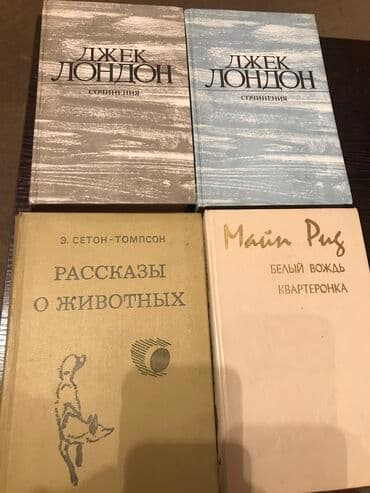 ДЖЕК
ЛОНДОН
СОЧИНЕНИЯ
ДЖЕК
ЛОНДОН
СОЧИНЕНИЯ
Э. СЕТОН-ТОМПСОН
РАССКАЗЫ
О ЖИВОТНЫХ
Майн Рид
БЕЛЫЙ ВОЖДЬ
КВАРТЕРОНКА